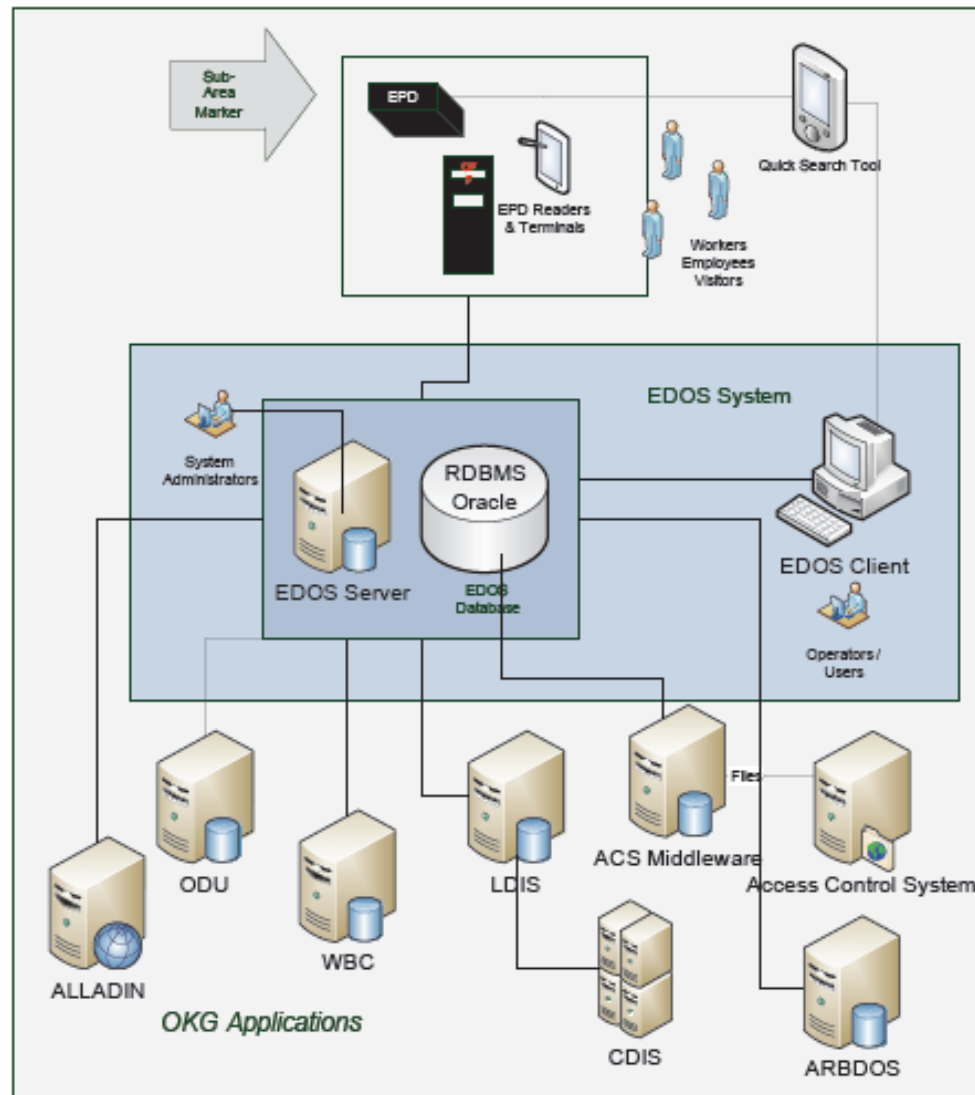 Sub-
Area
Marker
EPD
EPD Readers
& Terminals
Quick Search Tool
Workers
Employees
Visitors
EDOS System
System
Administrators
RDBMS
Oracle
EDOS Server
EDOS
Database
EDOS Client
Operators /
Users
ODU
LDIS
ACS Middleware
Files
Access Control System
ALLADIN
WBC
CDIS
ARBDOS
OKG Applications